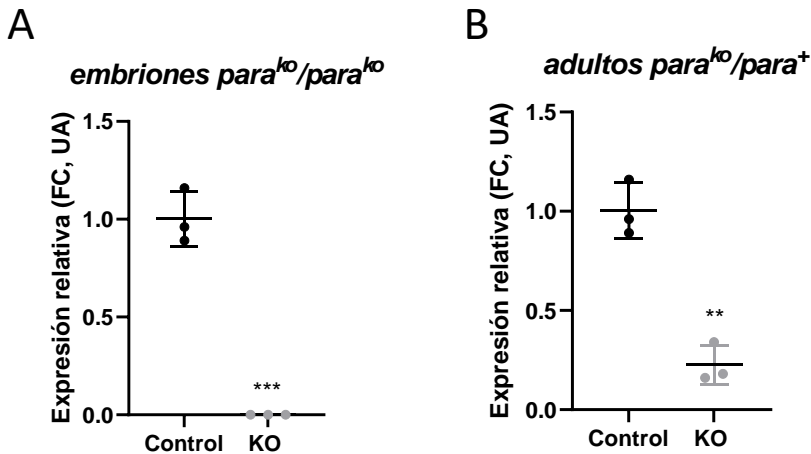 A
embriones para^ko/para^ko
Expresión relativa (FC, UA)
1.5
1.0
0.5
0.0
***
Control
KO
B
adultos para^ko/para^+
Expresión relativa (FC, UA)
1.5
1.0
0.5
0.0
**
Control
KO